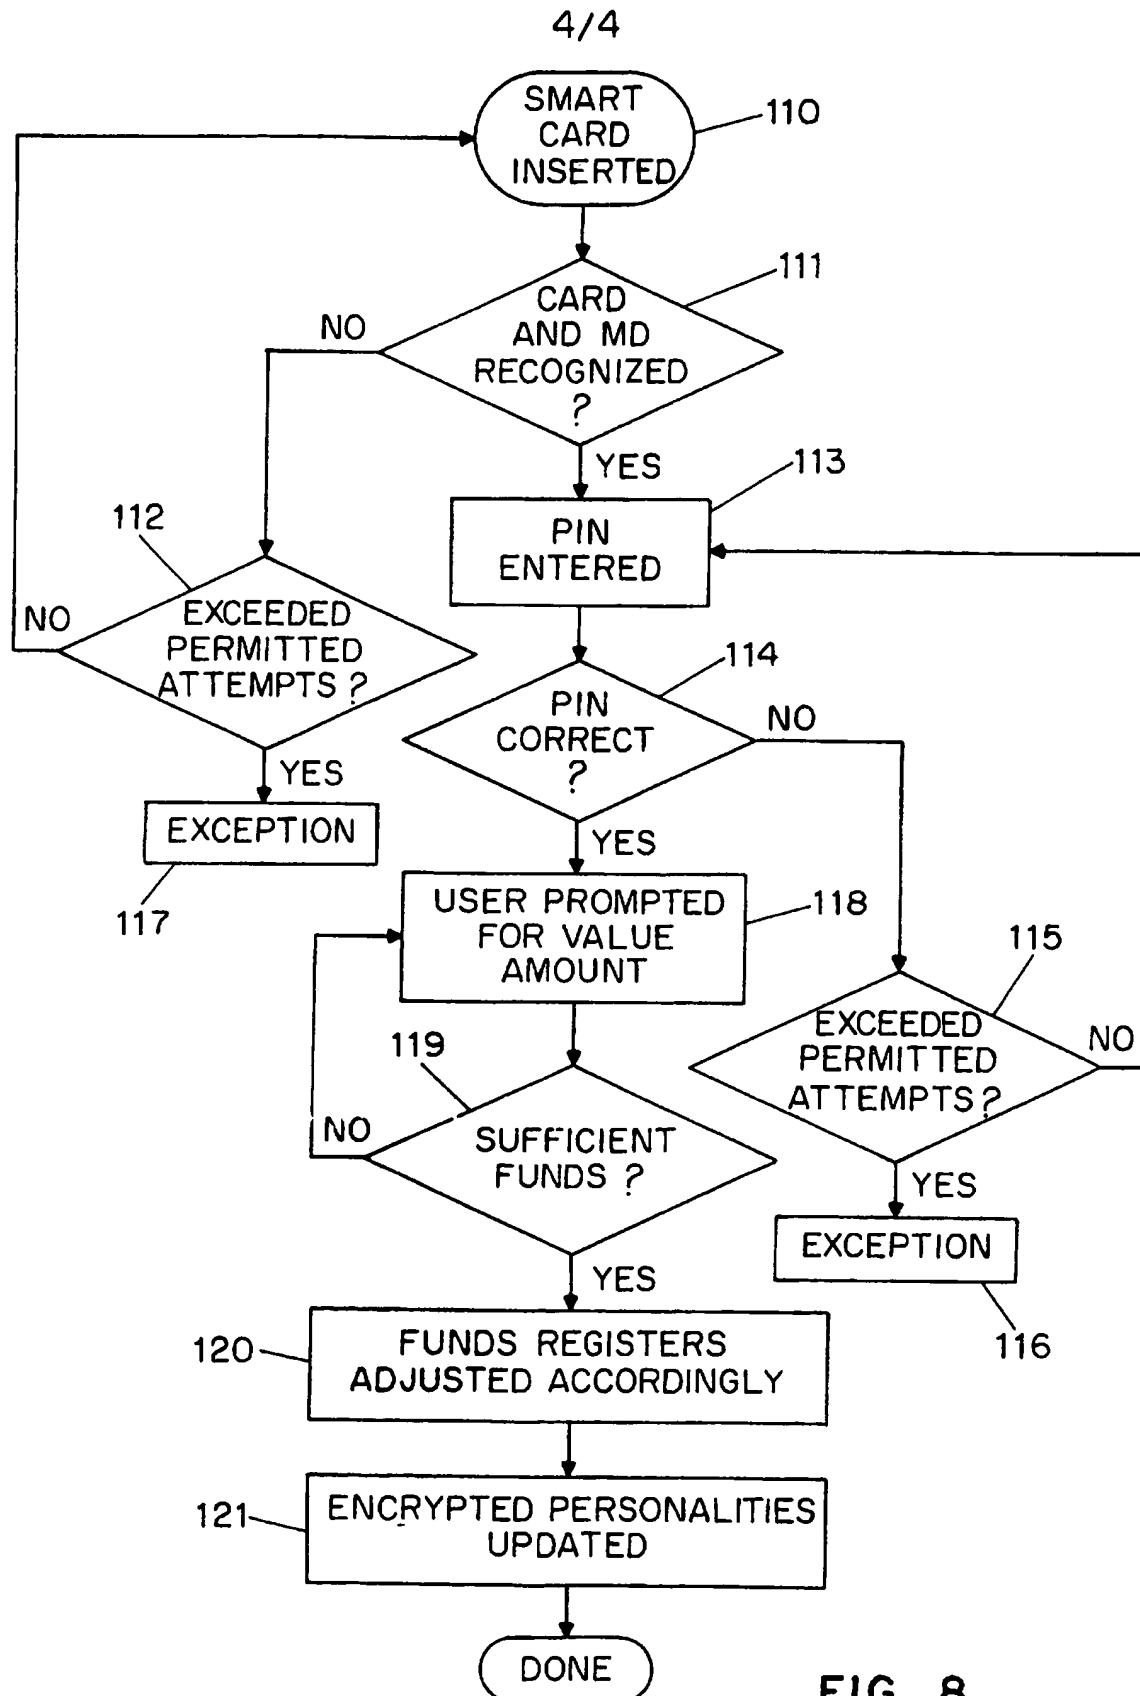 4/4
SMART
CARD
INSERTED
110
111
CARD
AND MD
RECOGNIZED
?
NO
YES
113
112
PIN
ENTERED
EXCEEDED
PERMITTED
ATTEMPTS?
NO
114
PIN
CORRECT
?
NO
YES
EXCEPTION
117
YES
USER PROMPTED
FOR VALUE
AMOUNT
118
115
EXCEEDED
PERMITTED
ATTEMPTS?
NO
119
NO
SUFFICIENT
FUNDS ?
YES
EXCEPTION
116
YES
120
FUNDS REGISTERS
ADJUSTED ACCORDINGLY
121
ENCRYPTED PERSONALITIES
UPDATED
DONE
FIG. 8